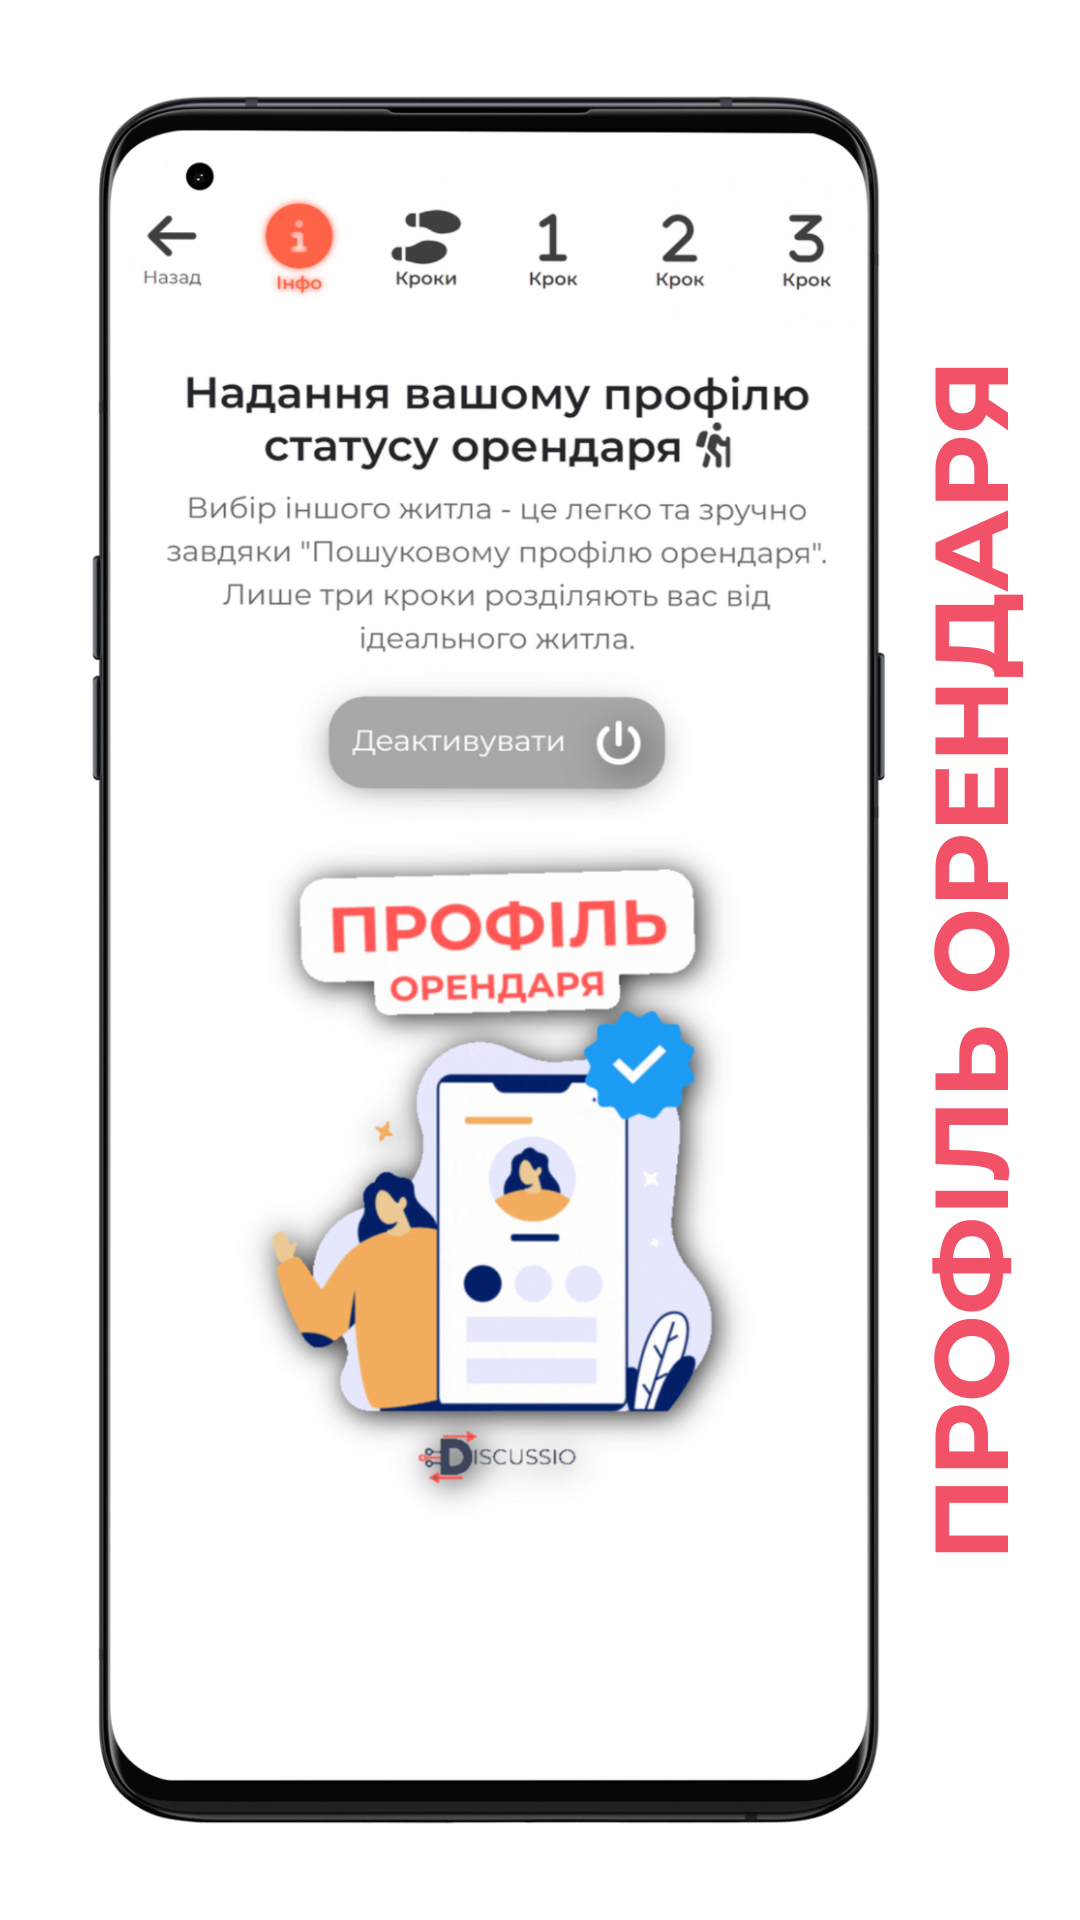 Назад
Інфо
Кроки
1
Крок
2
Крок
3
Крок
Надання вашому профілю
статусу орендаря
Вибір іншого житла - це легко та зручно
завдяки "Пошуковому профілю орендаря".
Лише три кроки розділяють вас від
ідеального житла.
Деактивувати
ПРОФІЛЬ
ОРЕНДАРЯ
DISCUSSIO
ПРОФІЛЬ ОРЕНДАРЯ